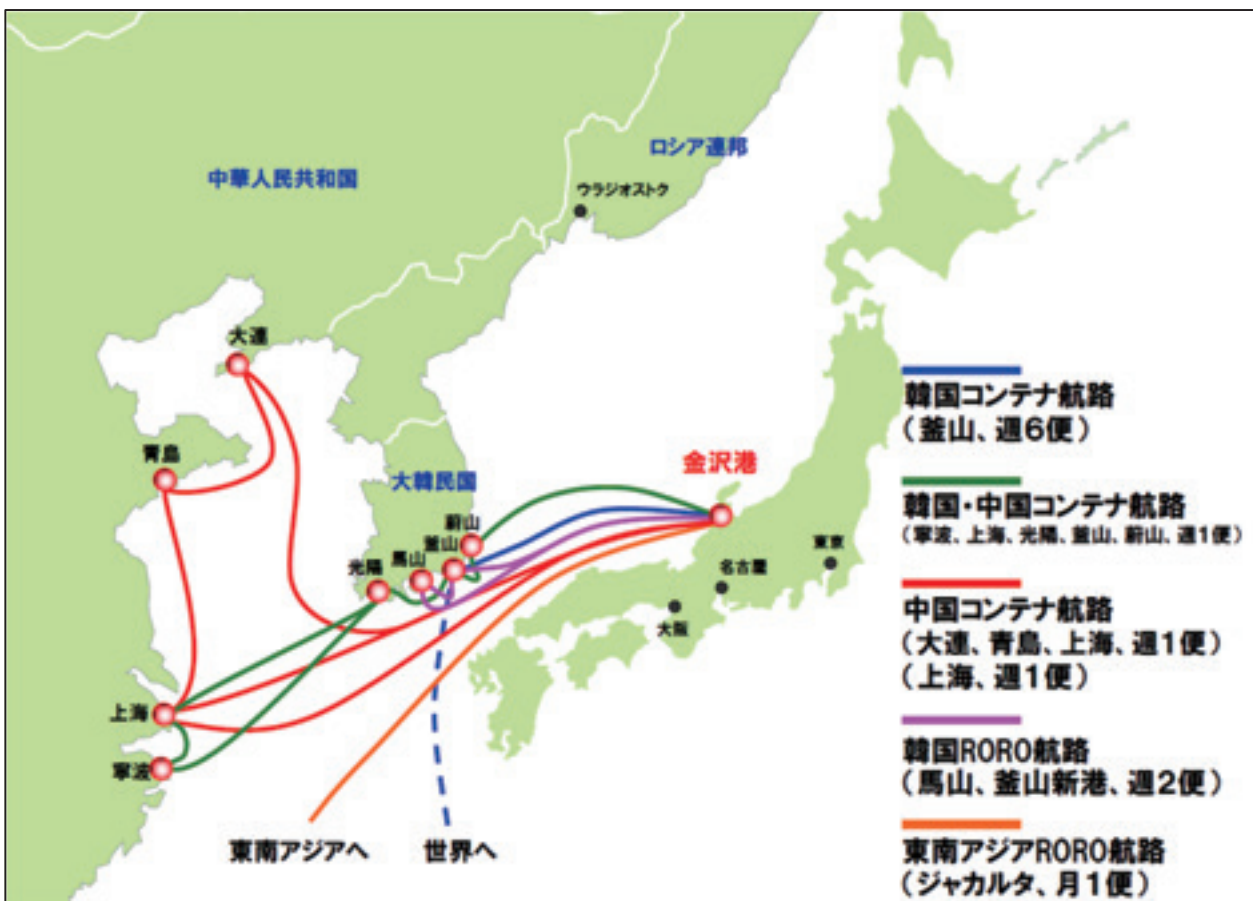 中華人民共和国
ロシア連邦
ウラジオストク
大連
青島
大韓民国
金沢港
蔚山
釜山
馬山
光陽
東京
名古屋
大阪
上海
寧波
東南アジアへ
世界へ
韓国コンテナ航路
（釜山、週6便）
韓国・中国コンテナ航路
（寧波、上海、光陽、釜山、蔚山、週1便）
中国コンテナ航路
（大連、青島、上海、週1便）
（上海、週1便）
韓国RORO航路
（馬山、釜山新港、週2便）
東南アジアRORO航路
（ジャカルタ、月1便）